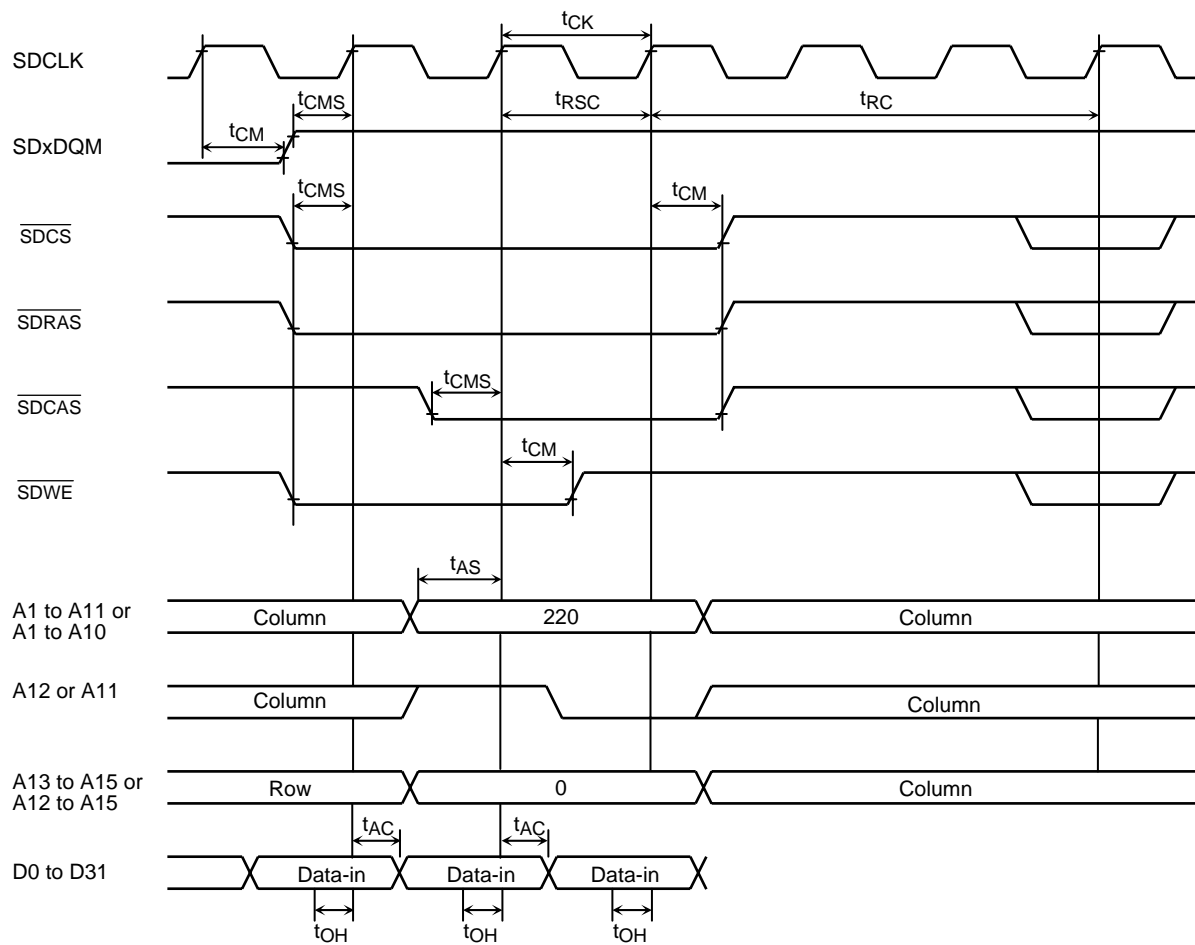 tCK
SDCLK
tCMS
tRSC
tRC
tCM
SDxDQM
tCMS
tCM
SDCS
SDRAS
tCMS
SDCAS
tCM
SDWE
tAS
A1 to A11 or
A1 to A10
Column
220
Column
A12 or A11
Column
Column
A13 to A15 or
A12 to A15
Row
0
Column
tAC
tAC
D0 to D31
Data-in
Data-in
Data-in
tOH
tOH
tOH